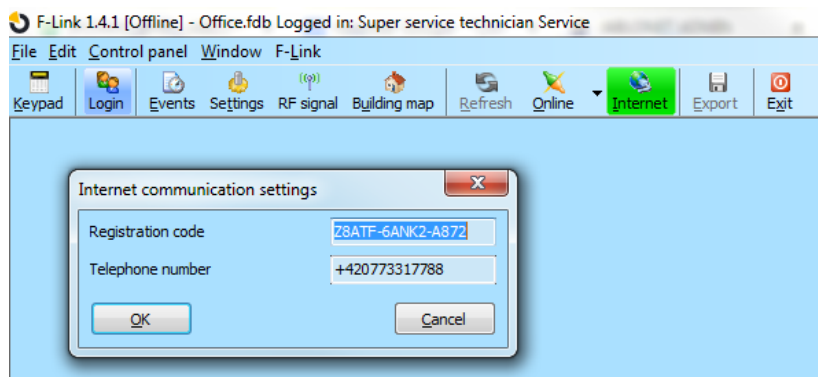 F-Link 1.4.1 [Offline] - Office.fdb Logged in: Super service technician Service
File Edit Control panel Window F-Link
Keypad Login Events Settings RF signal Building map Refresh Online Internet Export Exit
Internet communication settings
Registration code Z8ATF-6ANK2-A872
Telephone number +420773317788
OK Cancel